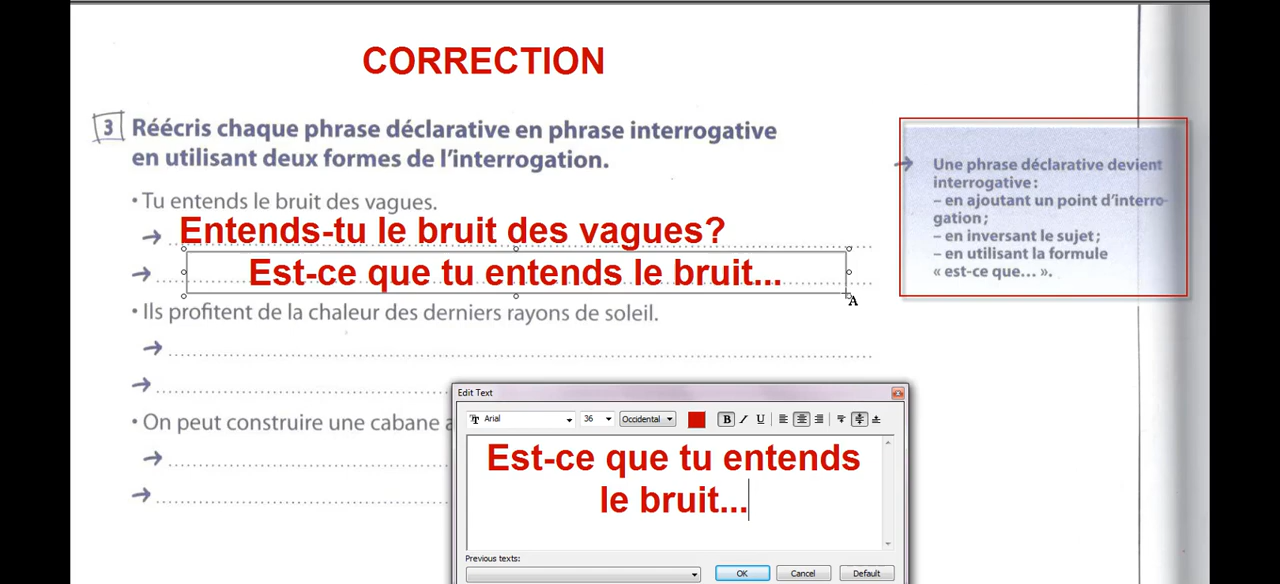 CORRECTION
3 Réécris chaque phrase déclarative en phrase interrogative
en utilisant deux formes de l'interrogation.
• Tu entends le bruit des vagues.
→ Entends-tu le bruit des vagues?
→ Est-ce que tu entends le bruit...
• Ils profitent de la chaleur des derniers rayons de soleil.
→
→
• On peut construire une cabane
→
→
→ Une phrase déclarative devient
interrogative :
– en ajoutant un point d'interro-
gation ;
– en inversant le sujet ;
– en utilisant la formule
« est-ce que... ».
A
Edit Text
Arial 36 Occidental B I U
Est-ce que tu entends
le bruit...
Previous texts:
OK Cancel Default